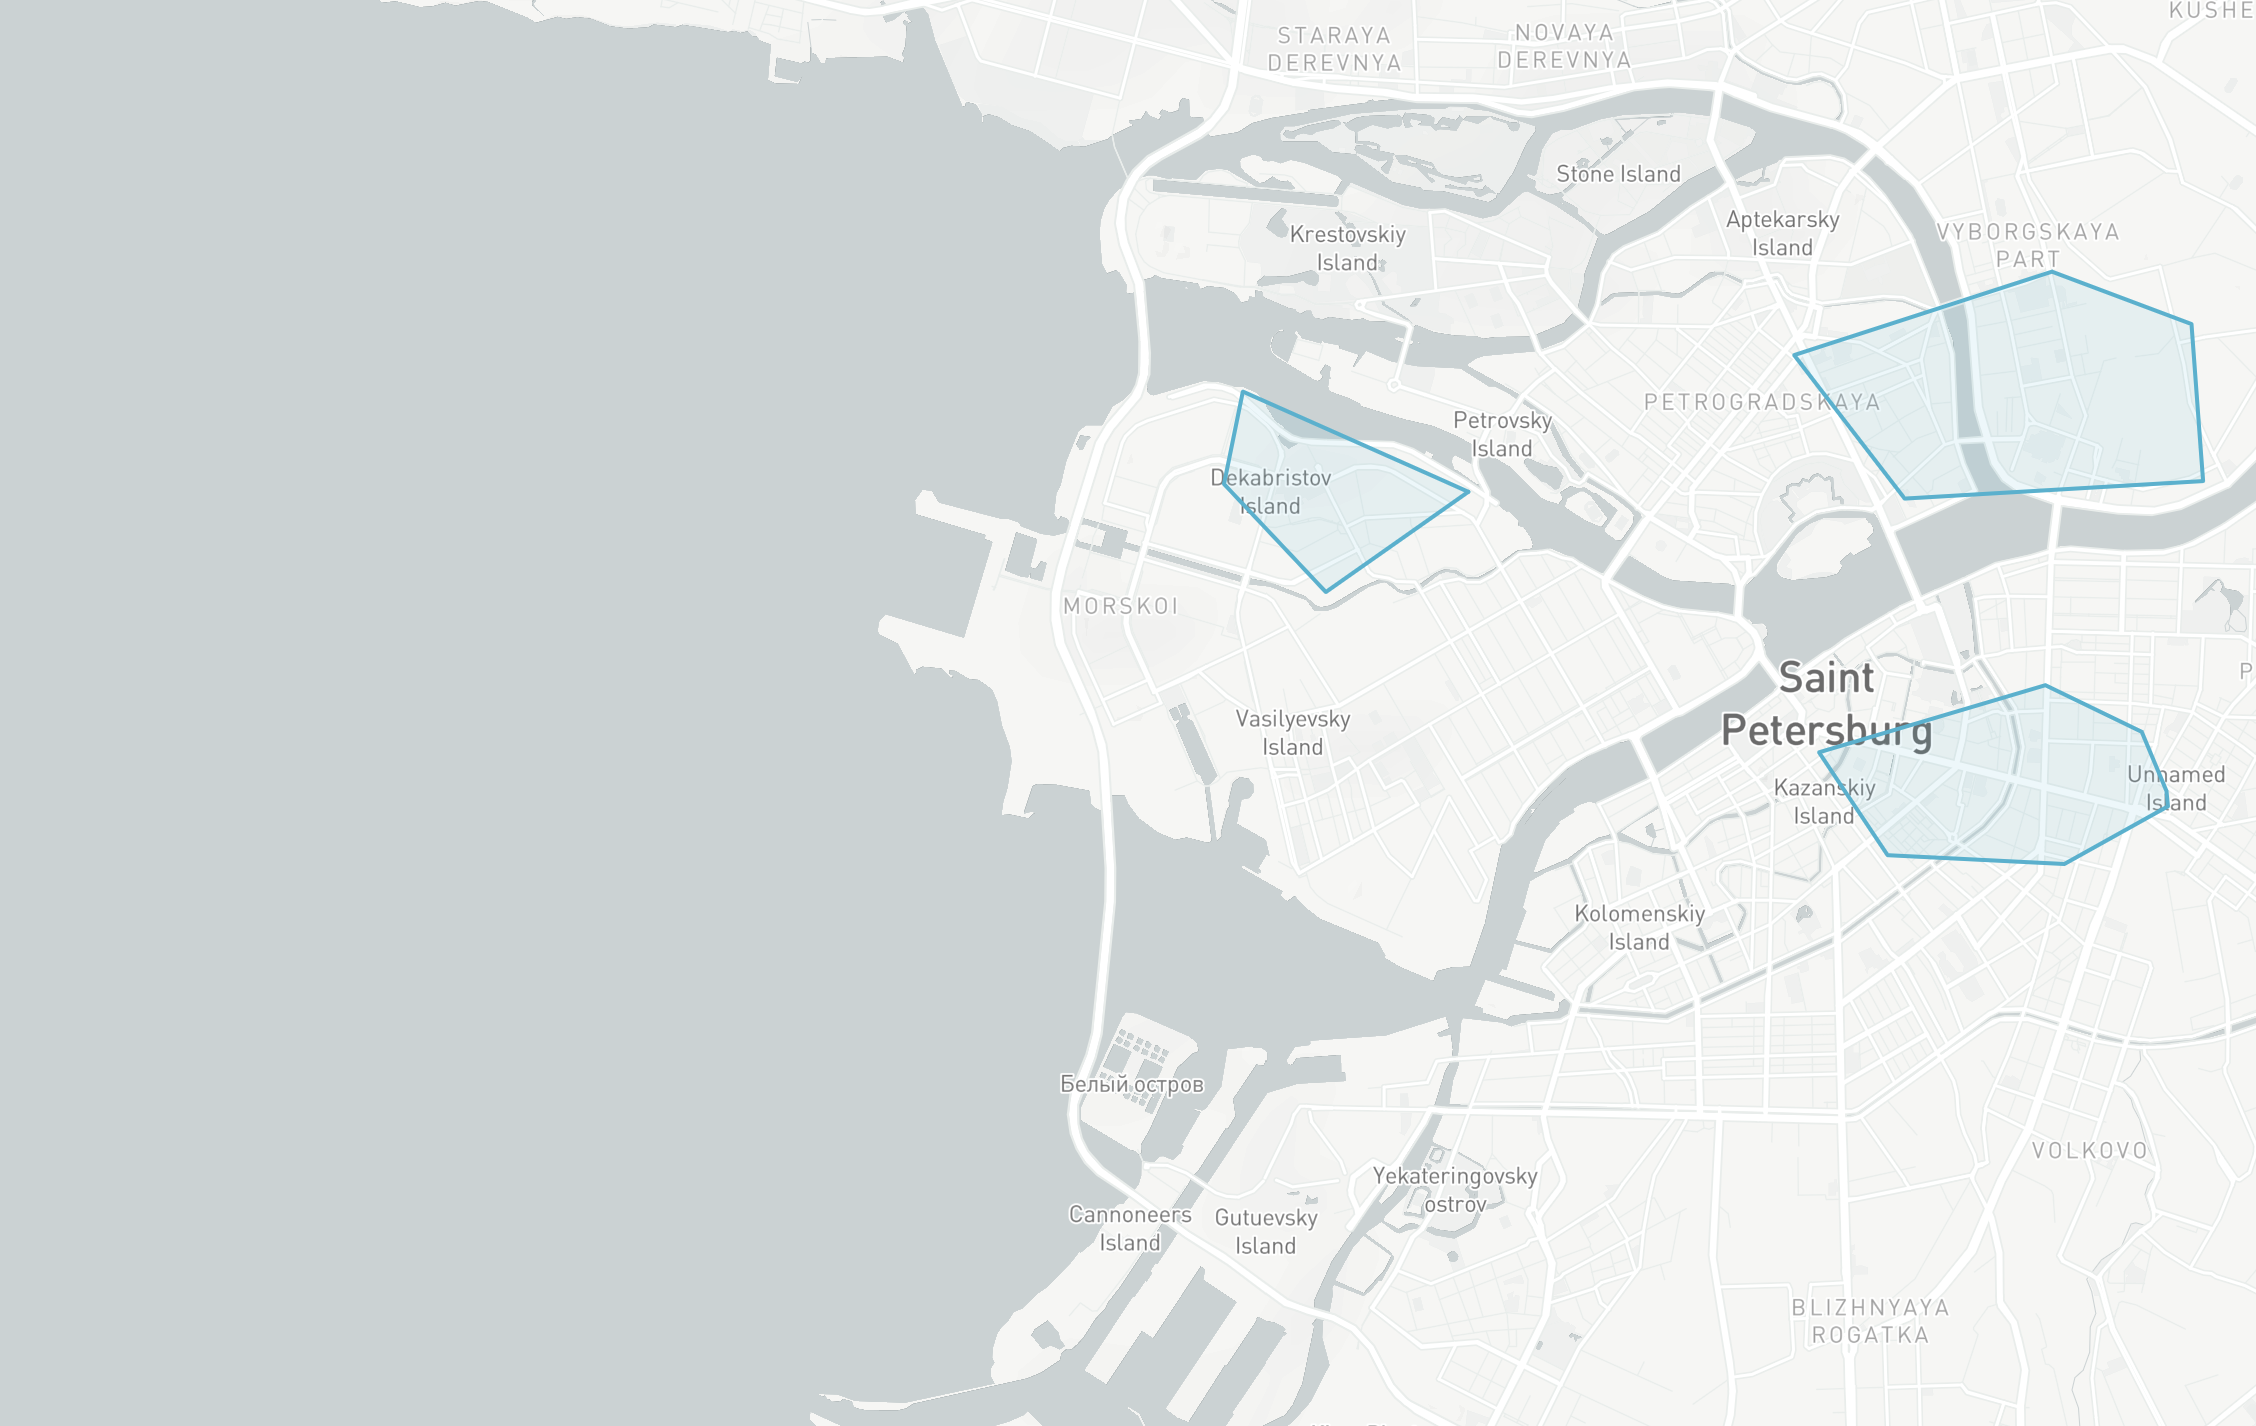 KUSHE
STARAYA
DEREVNYA
NOVAYA
DEREVNYA
Stone Island
Krestovskiy
Island
Aptekarsky
Island
VYBORGSKAYA
PART
PETROGRADSKAYA
Petrovsky
Island
Dekabristov
Island
MORSKOI
Vasilyevsky
Island
Saint
Petersburg
P
Unnamed
Island
Kazanskiy
Island
Kolomenskiy
Island
Белый остров
Yekateringovsky
ostrov
Cannoneers
Island
Gutuevsky
Island
VOLKOVO
BLIZHNYAYA
ROGATKA